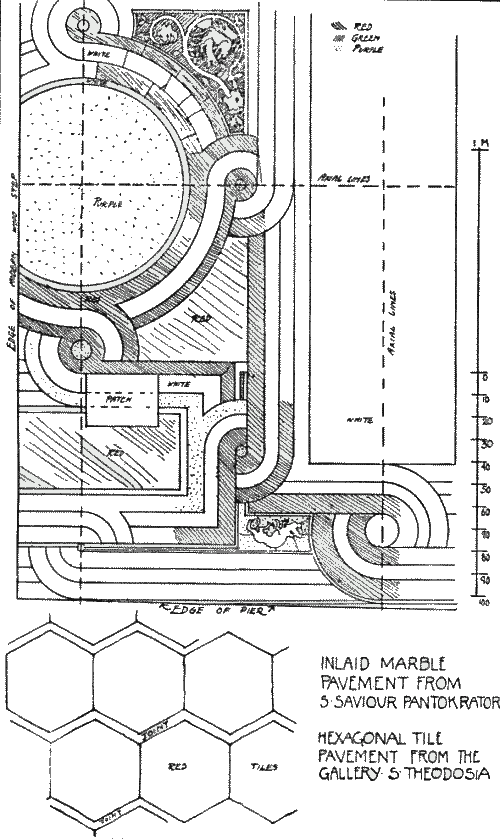 RED
GREEN
PURPLE
WHITE
1 M
AXIAL LINES
PURPLE
EDGE OF MODERN WOOD STEP
RED
RED
AXIAL LINES
WHITE
PATCH
WHITE
RED
0
10
20
30
40
50
60
70
80
90
100
EDGE OF PIER
JOINT
RED
TILES
JOINT
INLAID MARBLE
PAVEMENT FROM
S·SAVIOUR PANTOKRATOR
HEXAGONAL TILE
PAVEMENT FROM THE
GALLERY·S·THEODOSIA